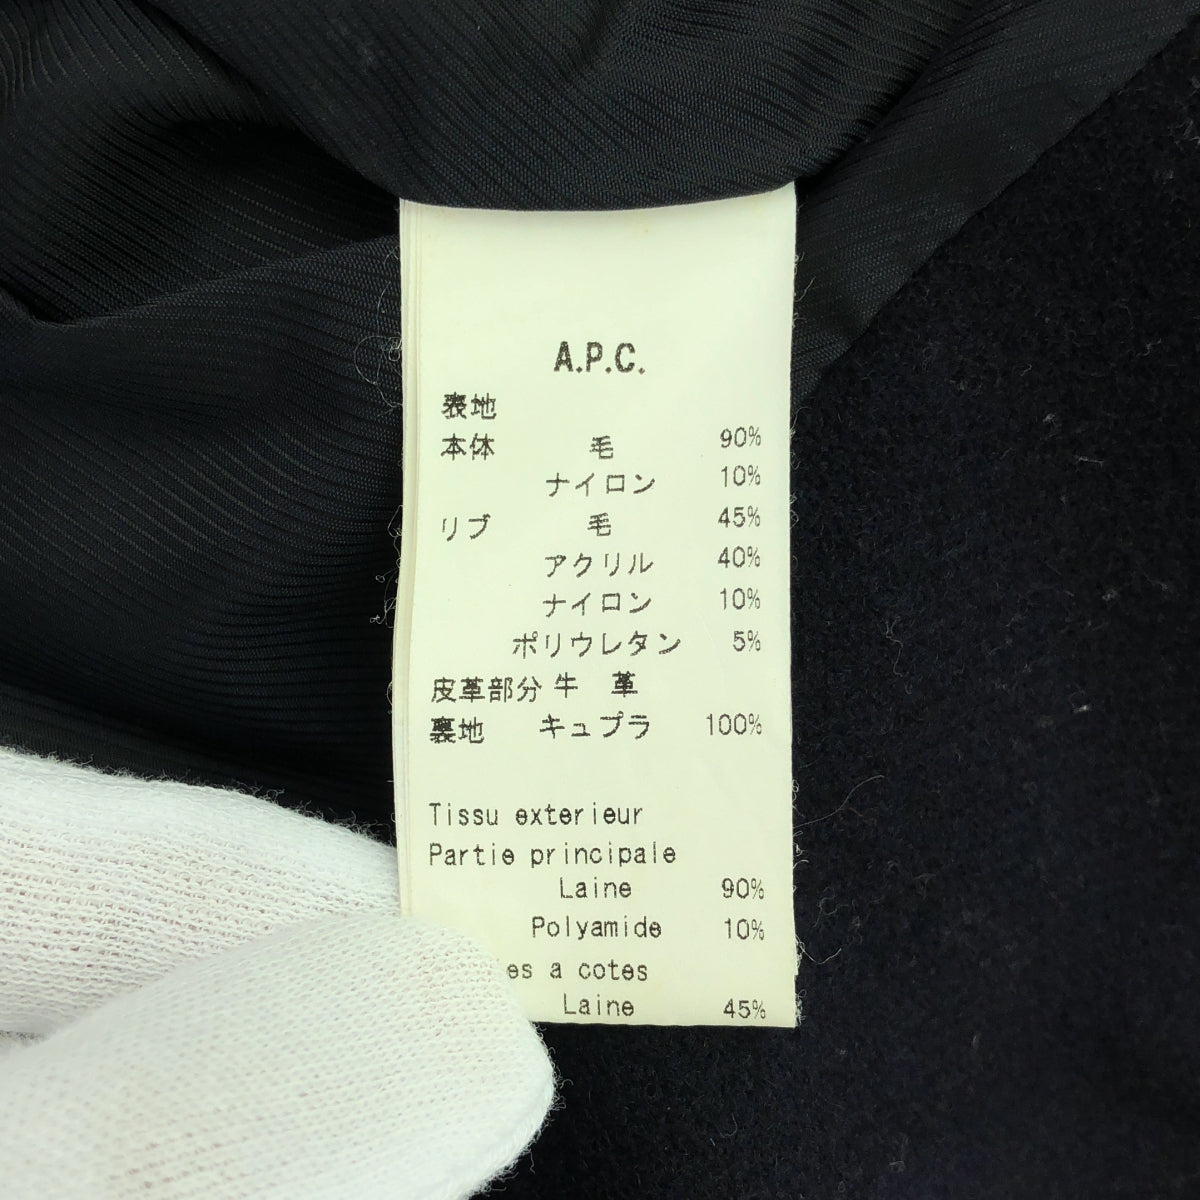 A.P.C.
表地
本体 毛 90%
ナイロン 10%
リブ 毛 45%
アクリル 40%
ナイロン 10%
ポリウレタン 5%
皮革部分 牛 革
裏地 キュプラ 100%
Tissu exterieur
Partie principale
Laine 90%
Polyamide 10%
a cotes
Laine 45%